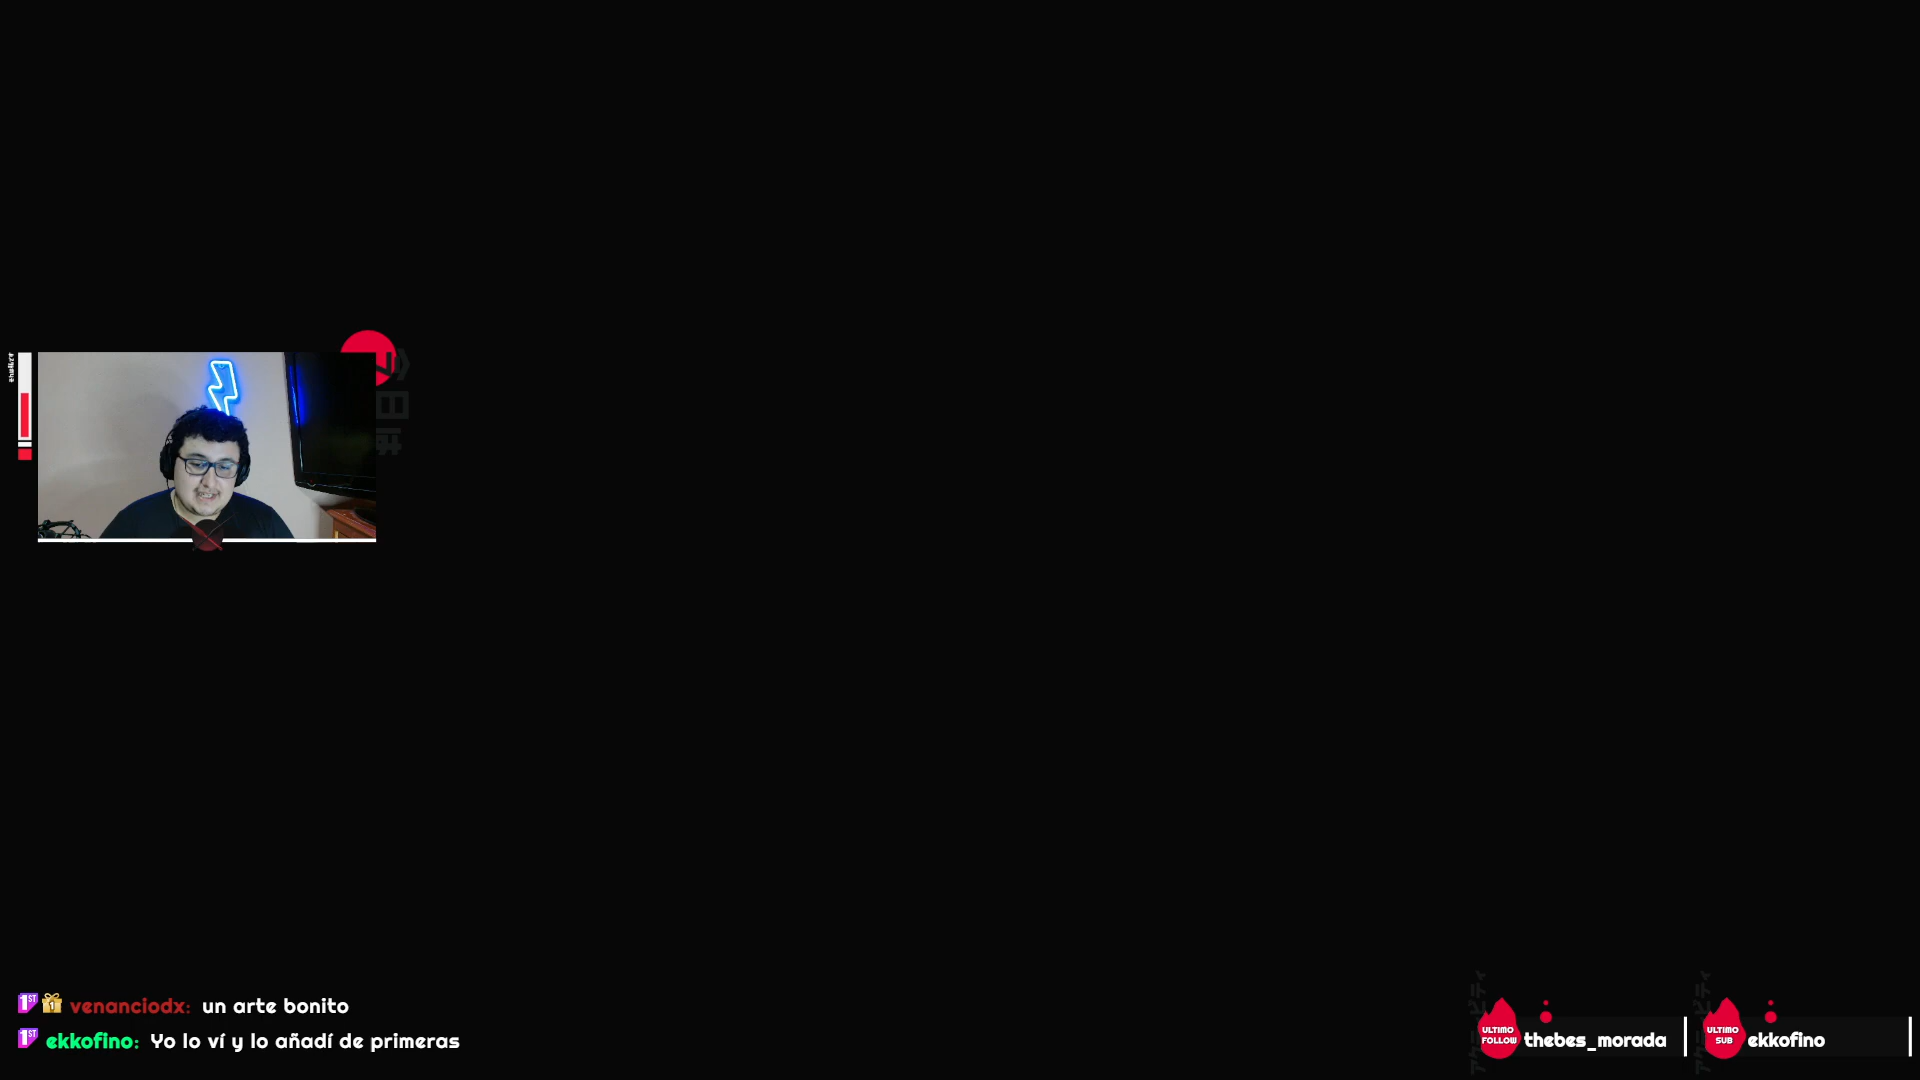 venanciodx: un arte bonito
ekkofino: Yo lo ví y lo añadí de primeras
ULTIMO
FOLLOW
thebes_morada
ULTIMO
SUB
ekkofino